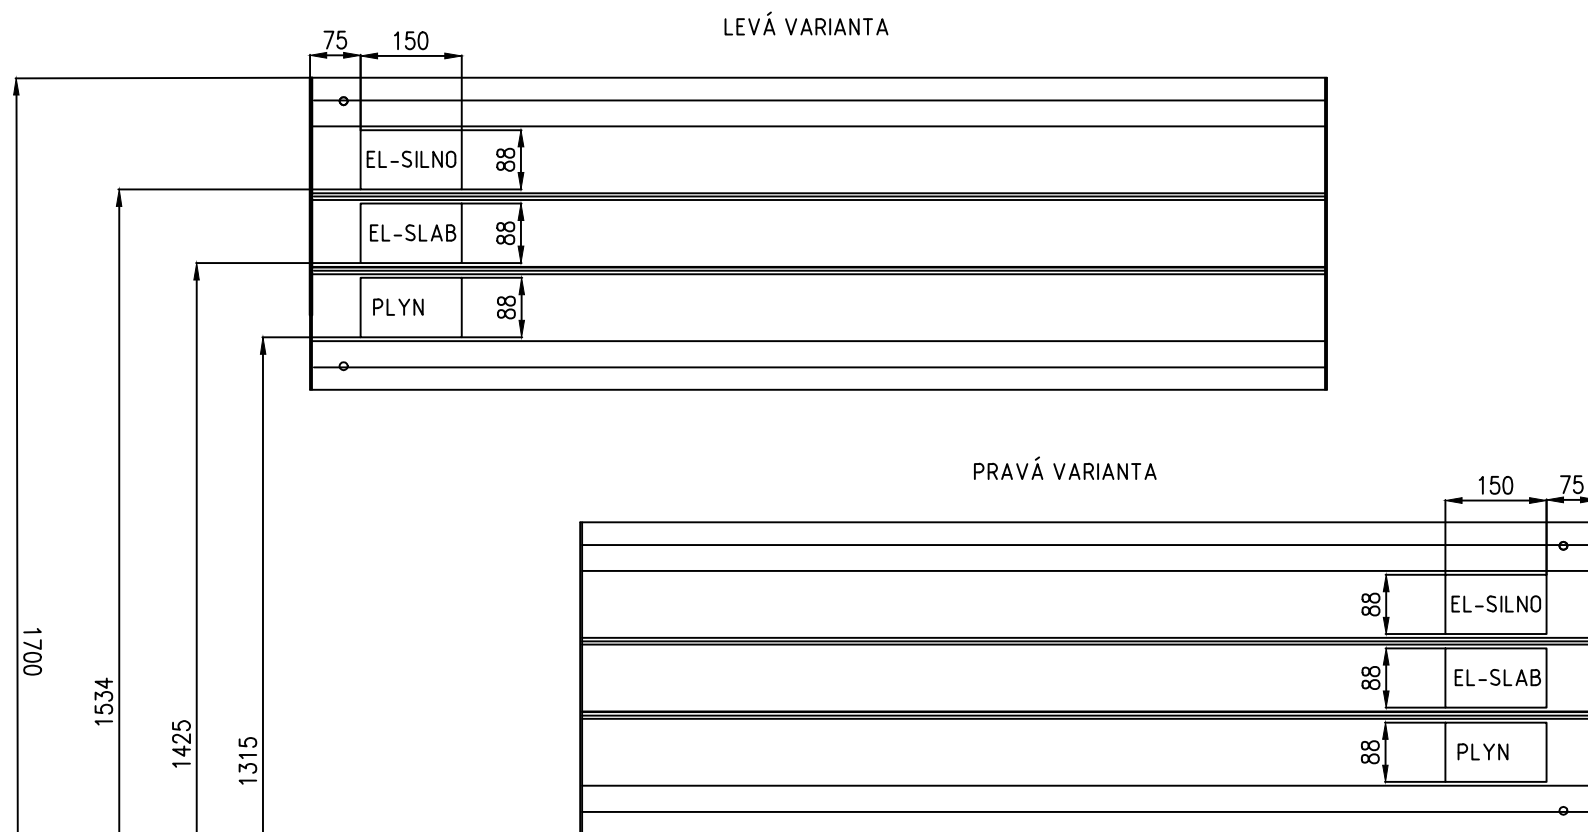 LEVÁ VARIANTA
75
150
EL-SILNO
88
EL-SLAB
88
PLYN
88
PRAVÁ VARIANTA
150
75
88
EL-SILNO
88
EL-SLAB
88
PLYN
1700
1534
1425
1315